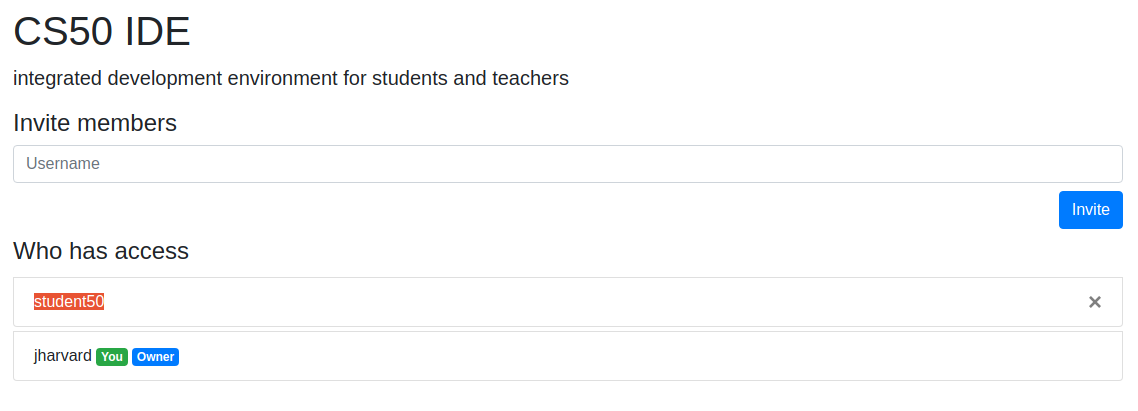 CS50 IDE
integrated development environment for students and teachers
Invite members
Username
Invite
Who has access
student50 ×
jharvard You Owner